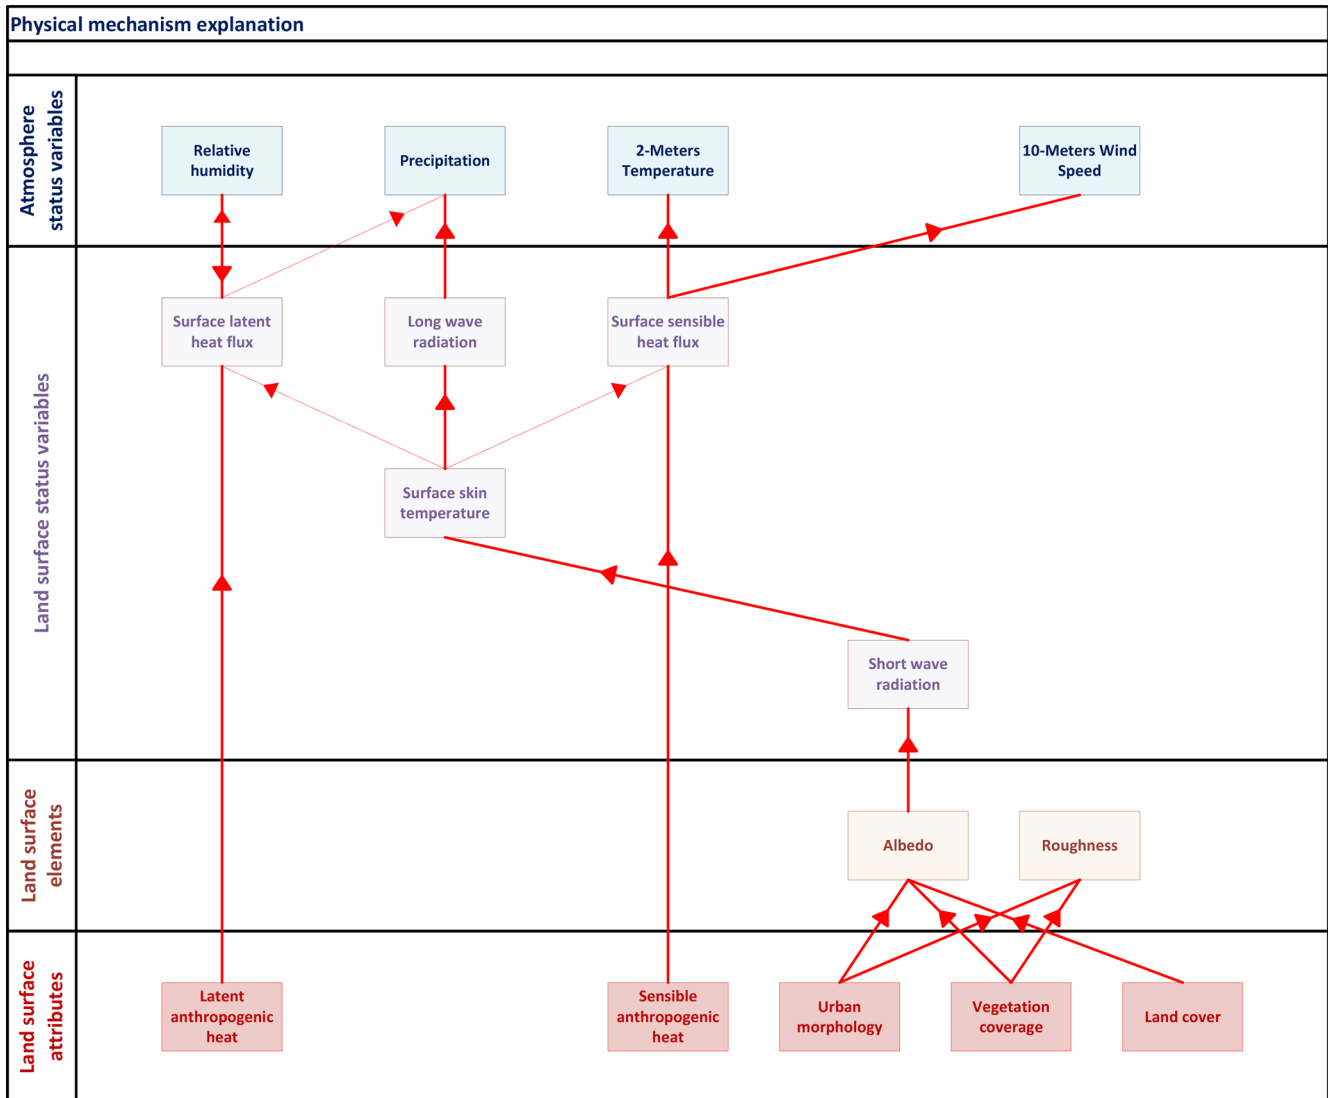 Physical mechanism explanation
Atmosphere
status variables
Relative
humidity
Precipitation
2-Meters
Temperature
10-Meters Wind
Speed
Land surface status variables
Surface latent
heat flux
Long wave
radiation
Surface sensible
heat flux
Surface skin
temperature
Short wave
radiation
Land surface
elements
Albedo
Roughness
Land surface
attributes
Latent
anthropogenic
heat
Sensible
anthropogenic
heat
Urban
morphology
Vegetation
coverage
Land cover